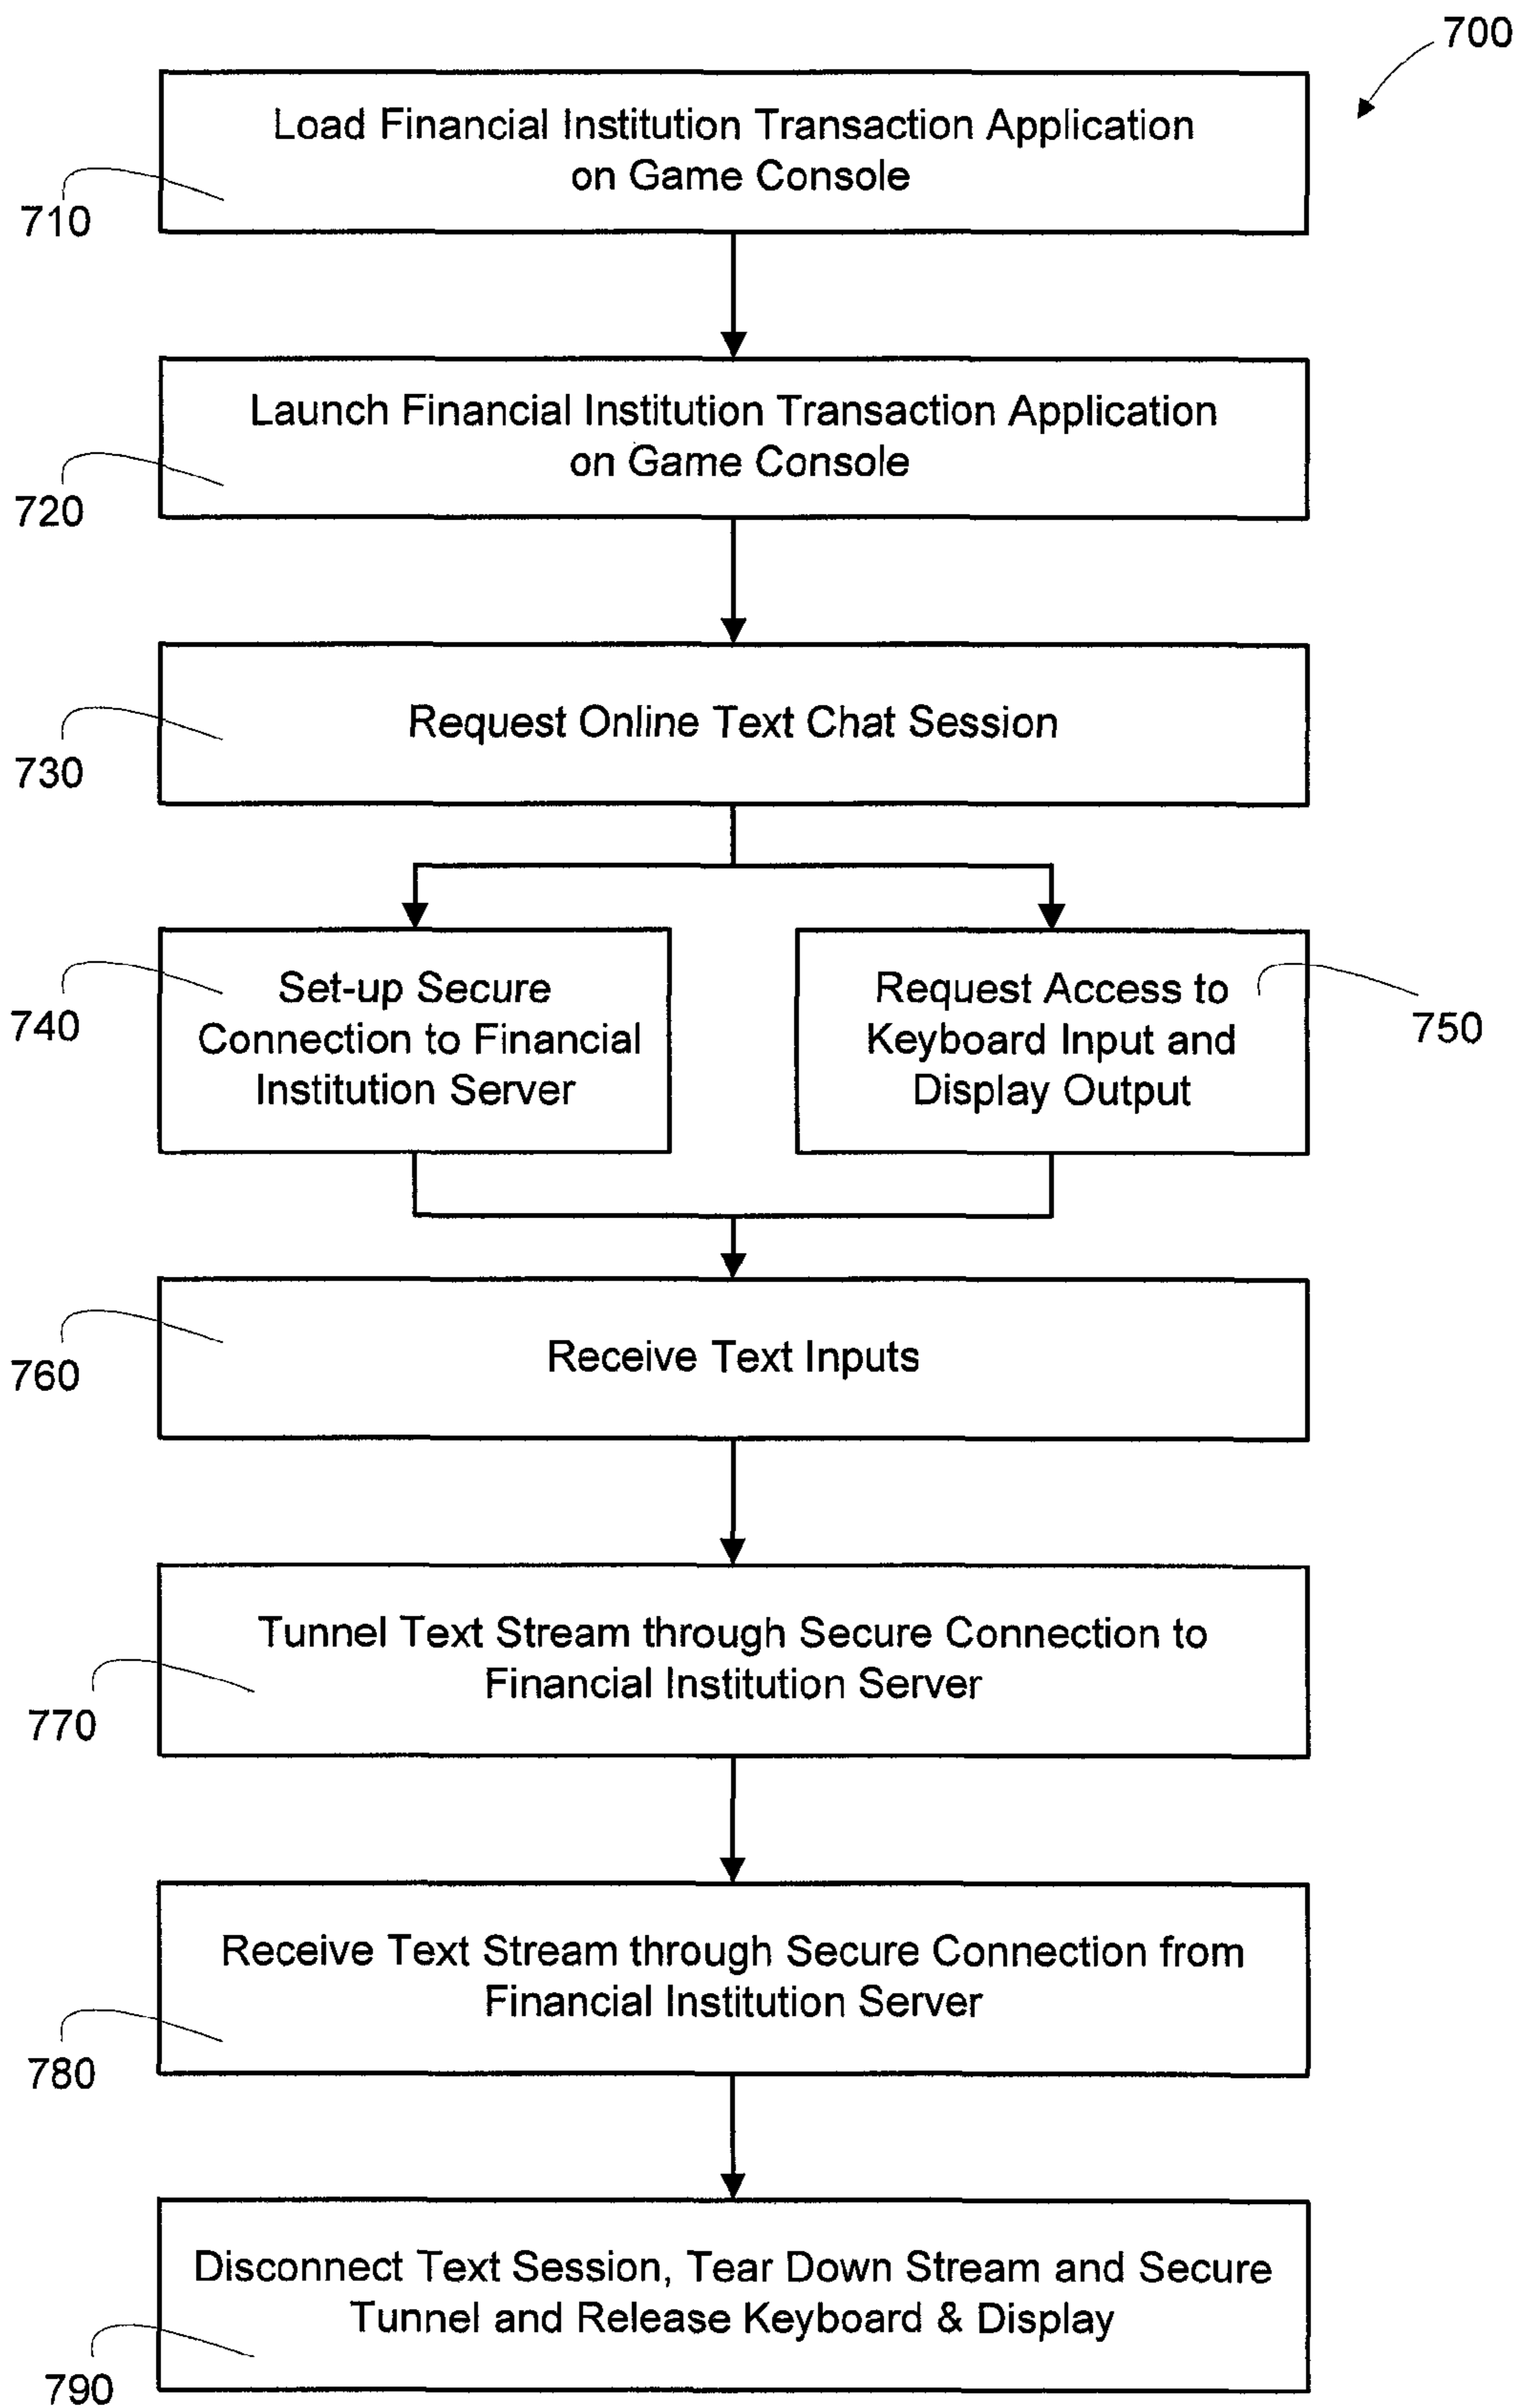 700
Load Financial Institution Transaction Application
on Game Console
710
Launch Financial Institution Transaction Application
on Game Console
720
Request Online Text Chat Session
730
Set-up Secure
Connection to Financial
Institution Server
740
Request Access to
Keyboard Input and
Display Output
750
Receive Text Inputs
760
Tunnel Text Stream through Secure Connection to
Financial Institution Server
770
Receive Text Stream through Secure Connection from
Financial Institution Server
780
Disconnect Text Session, Tear Down Stream and Secure
Tunnel and Release Keyboard & Display
790